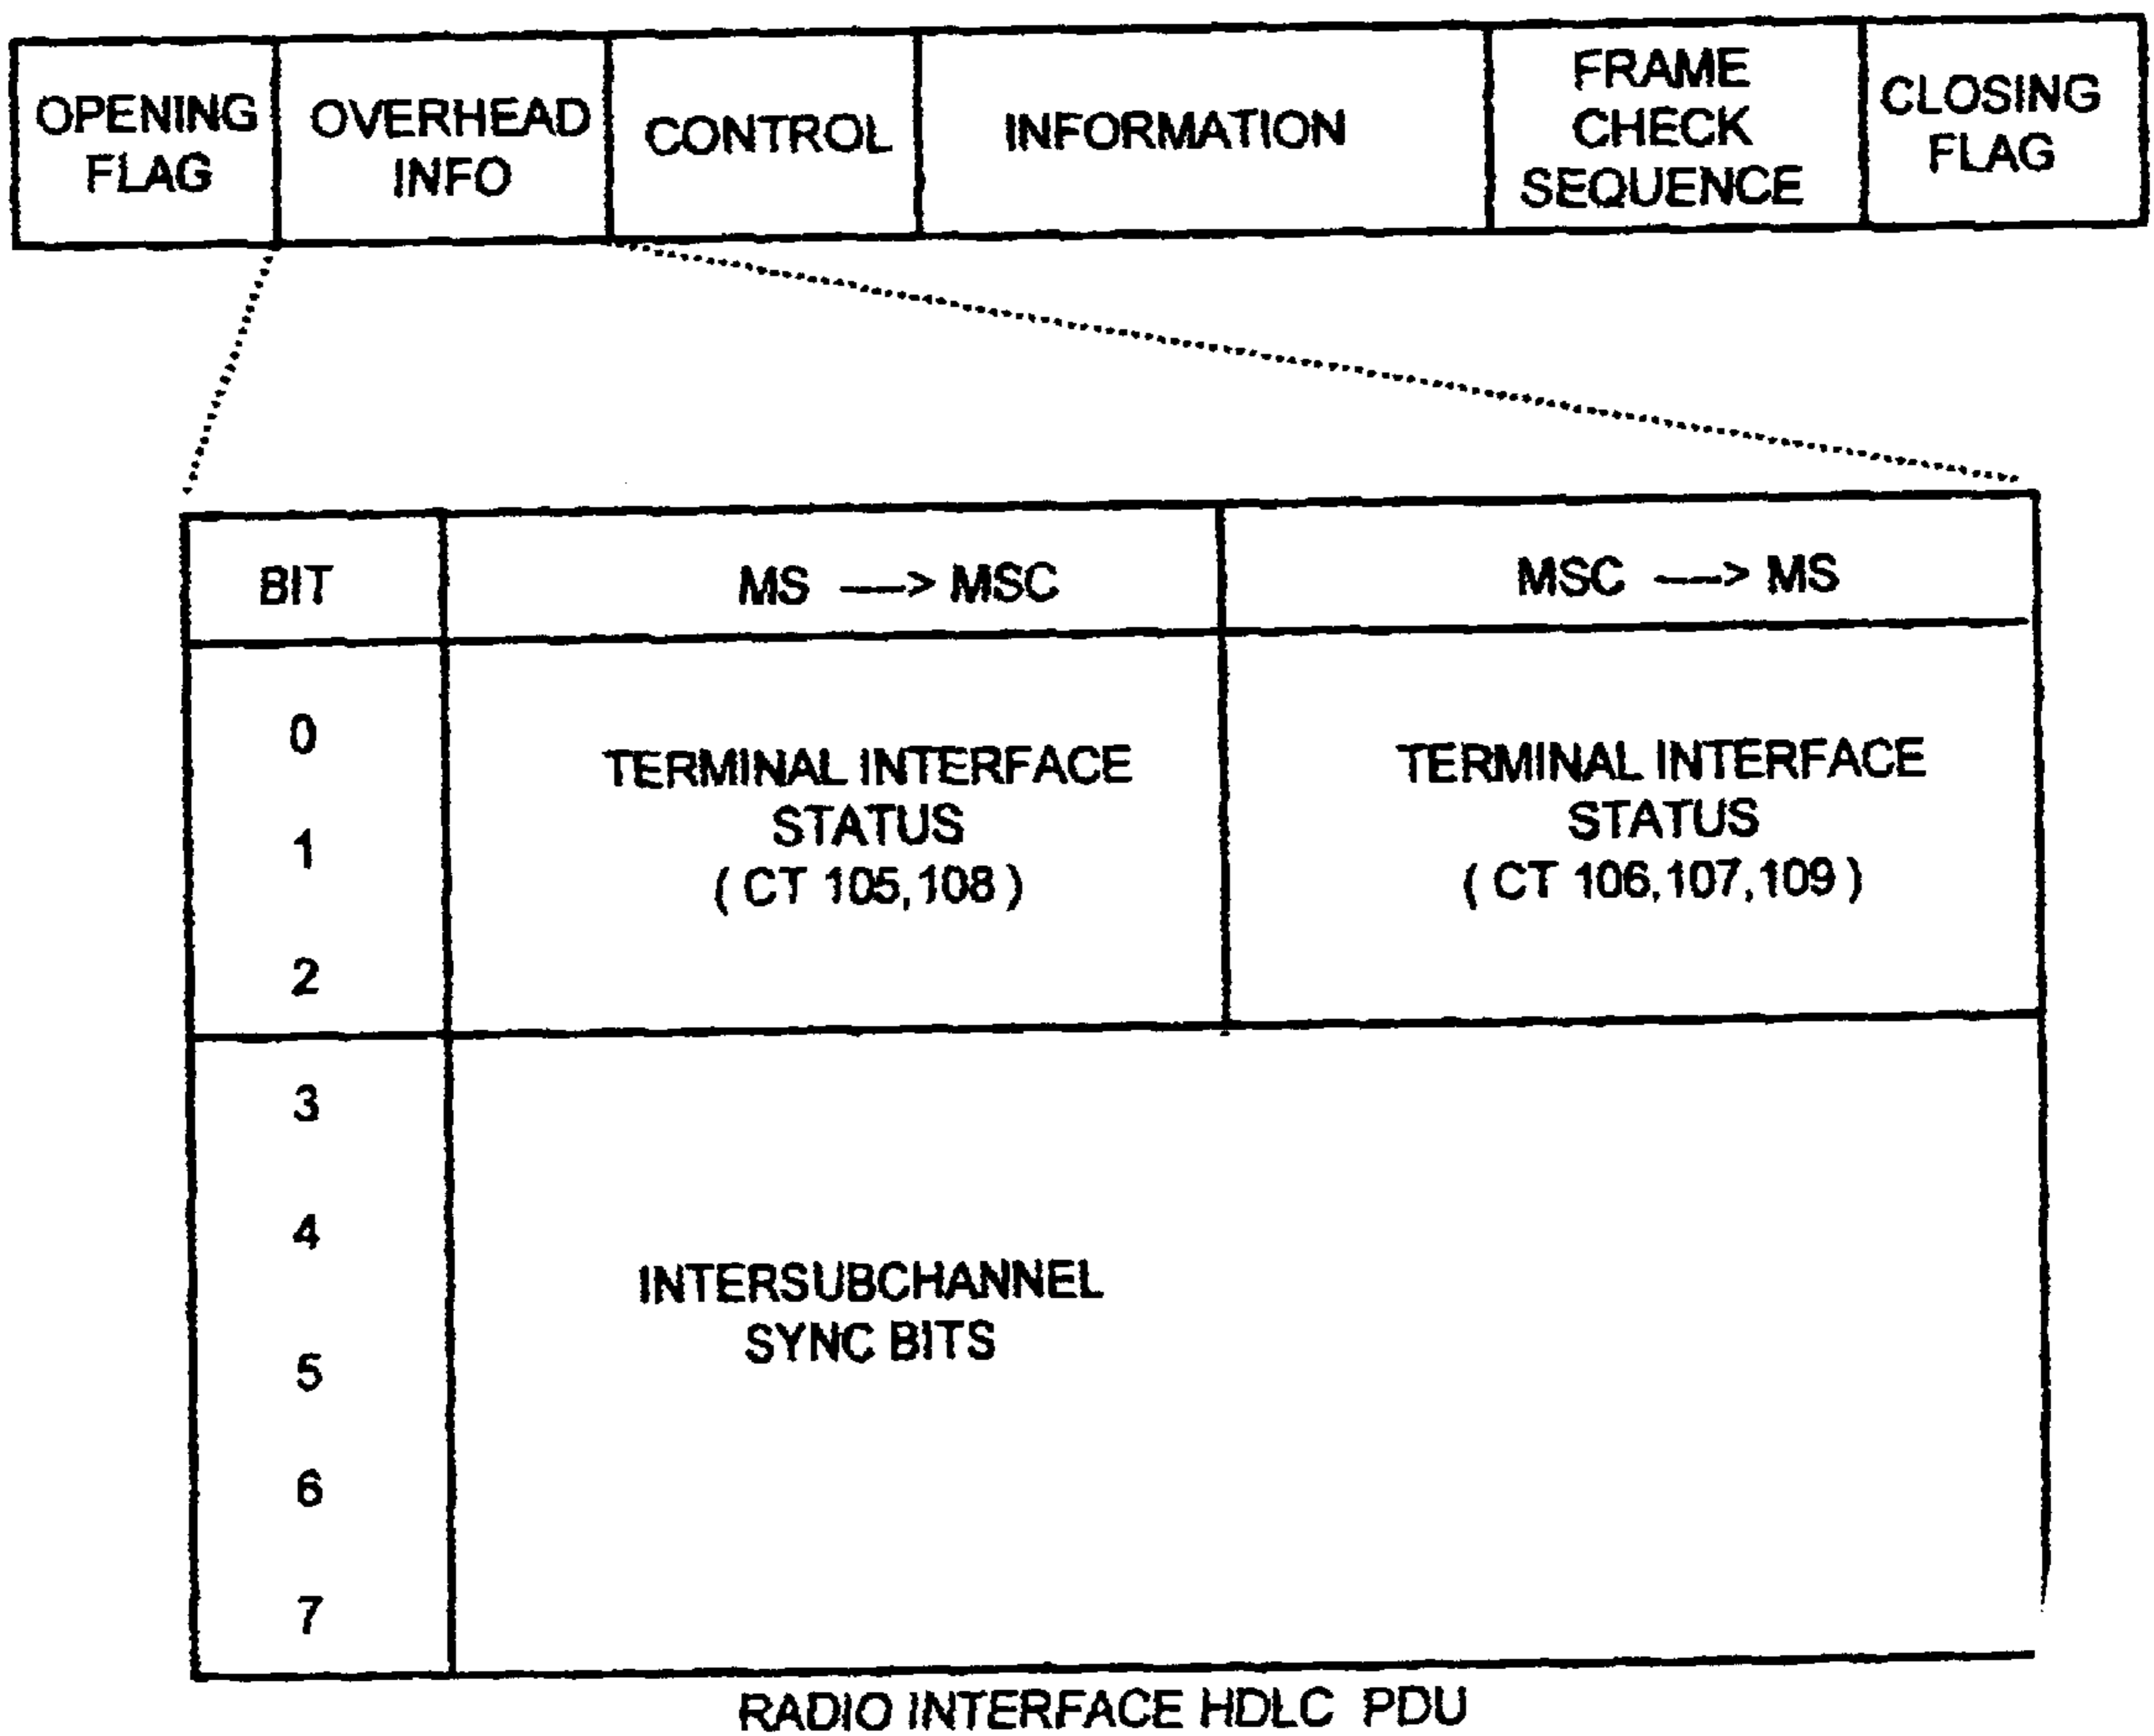 OPENING FLAG
OVERHEAD INFO
CONTROL
INFORMATION
FRAME CHECK SEQUENCE
CLOSING FLAG
BIT
MS ---> MSC
MSC ---> MS
0
1
2
TERMINAL INTERFACE
STATUS
( CT 105,108 )
TERMINAL INTERFACE
STATUS
( CT 106,107,109 )
3
4
5
6
7
INTERSUBCHANNEL
SYNC BITS
RADIO INTERFACE HDLC PDU